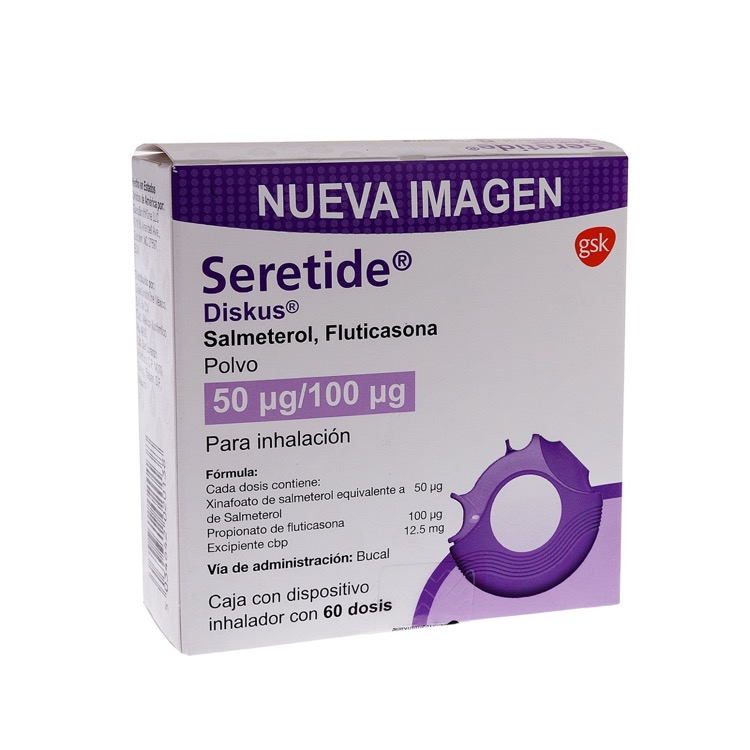 Seretide®
NUEVA IMAGEN
gsk
Seretide®
Diskus®
Salmeterol, Fluticasona
Polvo
50 µg/100 µg
Para inhalación
Fórmula:
Cada dosis contiene:
Xinafoato de salmeterol equivalente a 50 µg
de Salmeterol
Propionato de fluticasona 100 µg
Excipiente cbp 12.5 mg
Vía de administración: Bucal
Caja con dispositivo
inhalador con 60 dosis